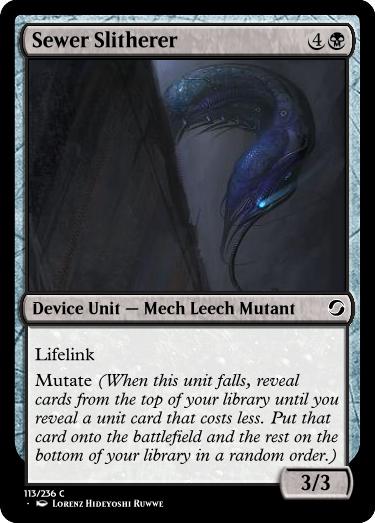 Sewer Slitherer 4
Device Unit — Mech Leech Mutant
Lifelink
Mutate (When this unit falls, reveal
cards from the top of your library until you
reveal a unit card that costs less. Put that
card onto the battlefield and the rest on the
bottom of your library in a random order.)
3/3
113/236 C
· Lorenz Hideyoshi Ruwwe